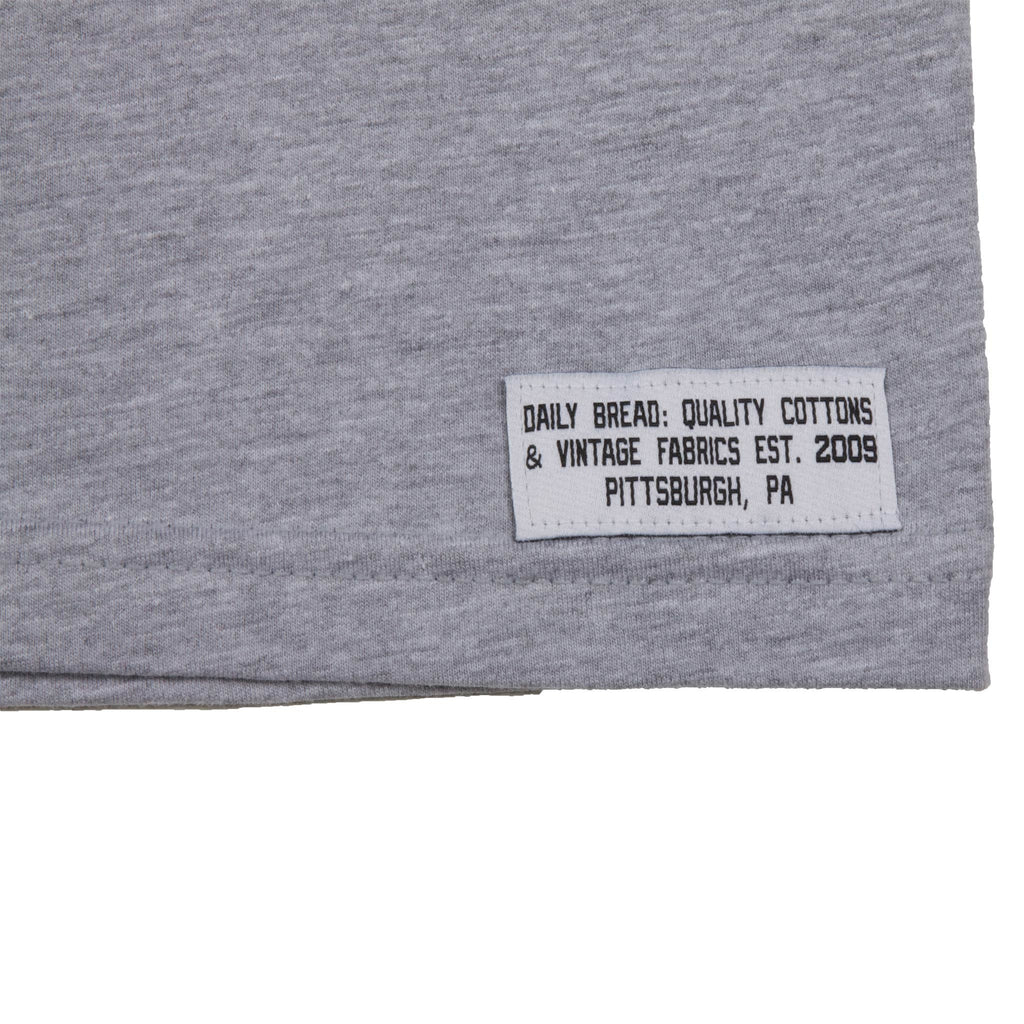 DAILY BREAD: QUALITY COTTONS
& VINTAGE FABRICS EST. 2009
PITTSBURGH, PA